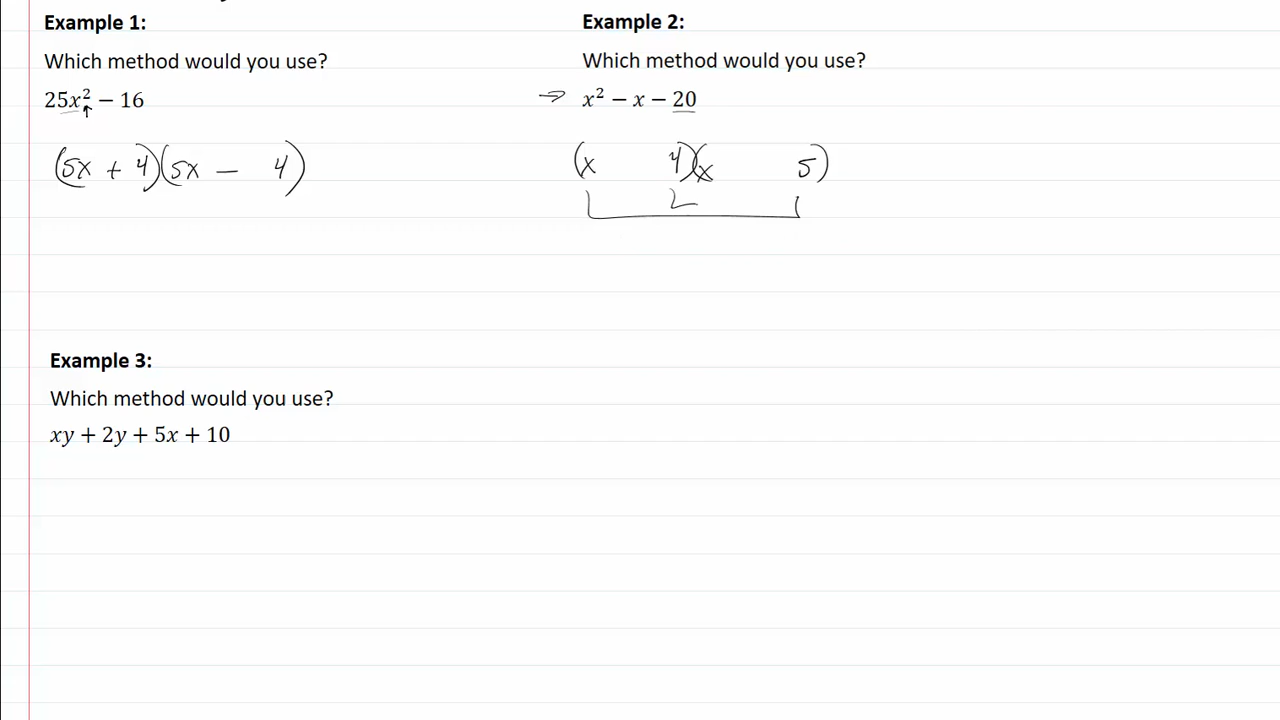 Example 1:
Which method would you use?
25x² − 16
(5x + 4)(5x − 4)
Example 2:
Which method would you use?
⇒ x² − x − 20
(x 4)(x 5)
Example 3:
Which method would you use?
xy + 2y + 5x + 10